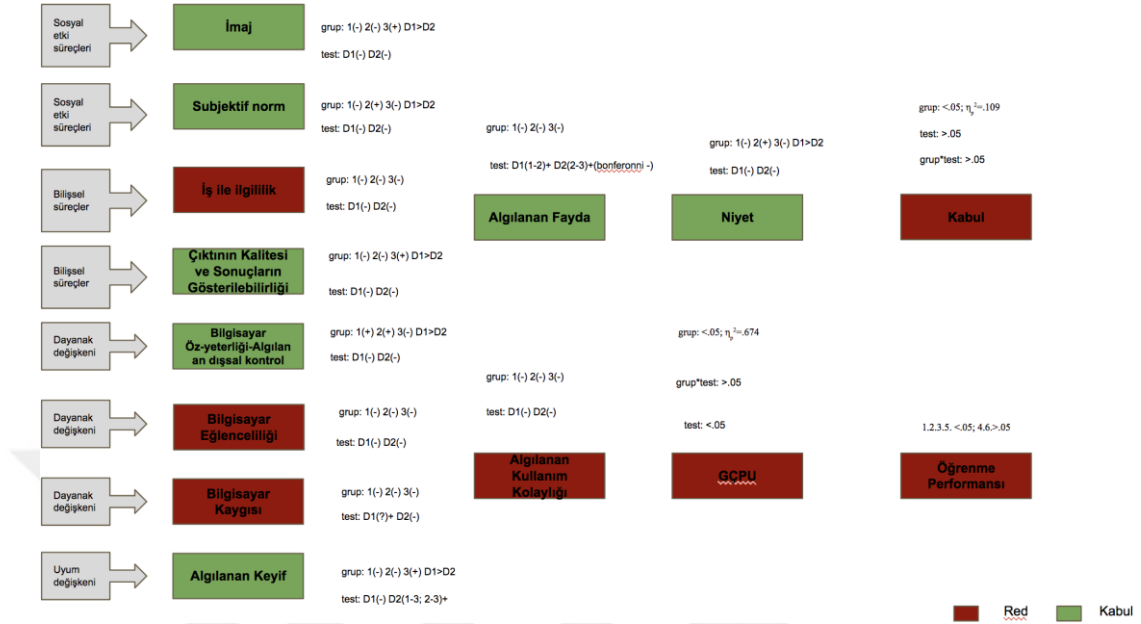 Sosyal
etki
süreçleri
İmaj
grup: 1(-) 2(-) 3(+) D1>D2
test: D1(-) D2(-)
Sosyal
etki
süreçleri
Subjektif norm
grup: 1(-) 2(+) 3(-) D1>D2
test: D1(-) D2(-)
Bilişsel
süreçler
İş ile ilgililik
grup: 1(-) 2(-) 3(-)
test: D1(-) D2(-)
Bilişsel
süreçler
Çıktının Kalitesi
ve Sonuçların
Gösterilebilirliği
grup: 1(-) 2(-) 3(+) D1>D2
test: D1(-) D2(-)
Dayanak
değişkeni
Bilgisayar
Öz-yeterliği-Algılan
an dışsal kontrol
grup: 1(+) 2(+) 3(-) D1>D2
test: D1(-) D2(-)
Dayanak
değişkeni
Bilgisayar
Eğlenceliliği
grup: 1(-) 2(-) 3(-)
test: D1(-) D2(-)
Dayanak
değişkeni
Bilgisayar
Kaygısı
grup: 1(-) 2(-) 3(-)
test: D1(?)+ D2(-)
Uyum
değişkeni
Algılanan Keyif
grup: 1(-) 2(-) 3(+) D1>D2
test: D1(-) D2(1-3; 2-3)+
grup: 1(-) 2(-) 3(-)
test: D1(1-2)+ D2(2-3)+(bonferonni -)
Algılanan Fayda
grup: 1(-) 2(+) 3(-) D1>D2
test: D1(-) D2(-)
Niyet
grup: <.05; ηp²=.109
test: >.05
grup*test: >.05
Kabul
grup: 1(-) 2(-) 3(-)
test: D1(-) D2(-)
Algılanan
Kullanım
Kolaylığı
grup: <.05; ηp²=.674
grup*test: >.05
test: <.05
GÇPU
1.2.3.5. <.05; 4.6.>.05
Öğrenme
Performansı
Red
Kabul